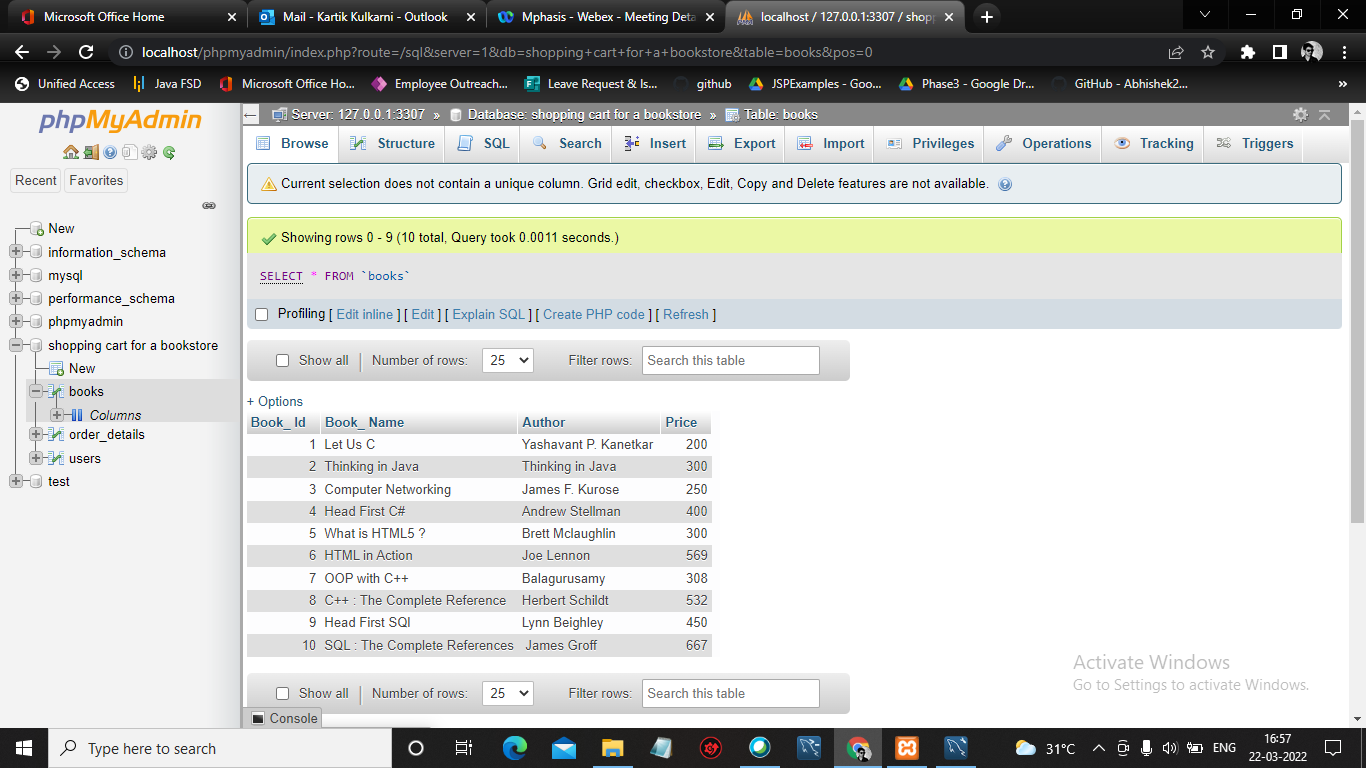 Microsoft Office Home
Mail - Kartik Kulkarni - Outlook
Mphasis - Webex - Meeting Deta
localhost / 127.0.0.1:3307 / shopp
localhost/phpmyadmin/index.php?route=/sql&server=1&db=shopping+cart+for+a+bookstore&table=books&pos=0
Unified Access
Java FSD
Microsoft Office Ho...
Employee Outreach...
Leave Request & Is...
github
JSPExamples - Goo...
Phase3 - Google Dr...
GitHub - Abhishek2...
»
phpMyAdmin
Recent Favorites
New
information_schema
mysql
performance_schema
phpmyadmin
shopping cart for a bookstore
New
books
Columns
order_details
users
test
Server: 127.0.0.1:3307 » Database: shopping cart for a bookstore » Table: books
Browse Structure SQL Search Insert Export Import Privileges Operations Tracking Triggers
Current selection does not contain a unique column. Grid edit, checkbox, Edit, Copy and Delete features are not available.
Showing rows 0 - 9 (10 total, Query took 0.0011 seconds.)
SELECT * FROM `books`
Profiling [ Edit inline ] [ Edit ] [ Explain SQL ] [ Create PHP code ] [ Refresh ]
Show all | Number of rows: 25 Filter rows: Search this table
+ Options
Book_ Id Book_ Name Author Price
1 Let Us C Yashavant P. Kanetkar 200
2 Thinking in Java Thinking in Java 300
3 Computer Networking James F. Kurose 250
4 Head First C# Andrew Stellman 400
5 What is HTML5 ? Brett Mclaughlin 300
6 HTML in Action Joe Lennon 569
7 OOP with C++ Balagurusamy 308
8 C++ : The Complete Reference Herbert Schildt 532
9 Head First SQl Lynn Beighley 450
10 SQL : The Complete References James Groff 667
Show all | Number of rows: 25 Filter rows: Search this table
Console
Activate Windows
Go to Settings to activate Windows.
Type here to search
31°C
ENG
16:57
22-03-2022